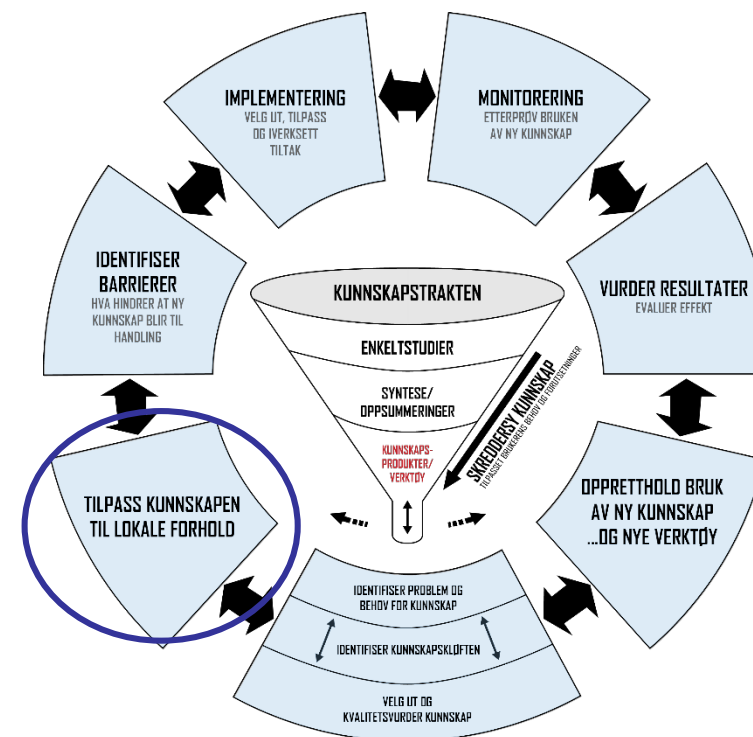 IMPLEMENTERING
VELG UT, TILPASS
OG IVERKSETT
TILTAK
MONITORERING
ETTERPRØV BRUKEN
AV NY KUNNSKAP
IDENTIFISER
BARRIERER
HVA HINDRER AT NY
KUNNSKAP BLIR TIL
HANDLING
VURDER RESULTATER
EVALUER EFFEKT
KUNNSKAPSTRAKTEN
ENKELTSTUDIER
SYNTESE/
OPPSUMMERINGER
KUNNSKAPS-
PRODUKTER/
VERKTØY
SKREDDERSY KUNNSKAP
TILPASSET BRUKERENS BEHOV OG FORUTSETNINGER
TILPASS KUNNSKAPEN
TIL LOKALE FORHOLD
OPPRETTHOLD BRUK
AV NY KUNNSKAP
...OG NYE VERKTØY
IDENTIFISER PROBLEM OG
BEHOV FOR KUNNSKAP
IDENTIFISER KUNNSKAPSKLØFTEN
VELG UT OG
KVALITETSVURDER KUNNSKAP